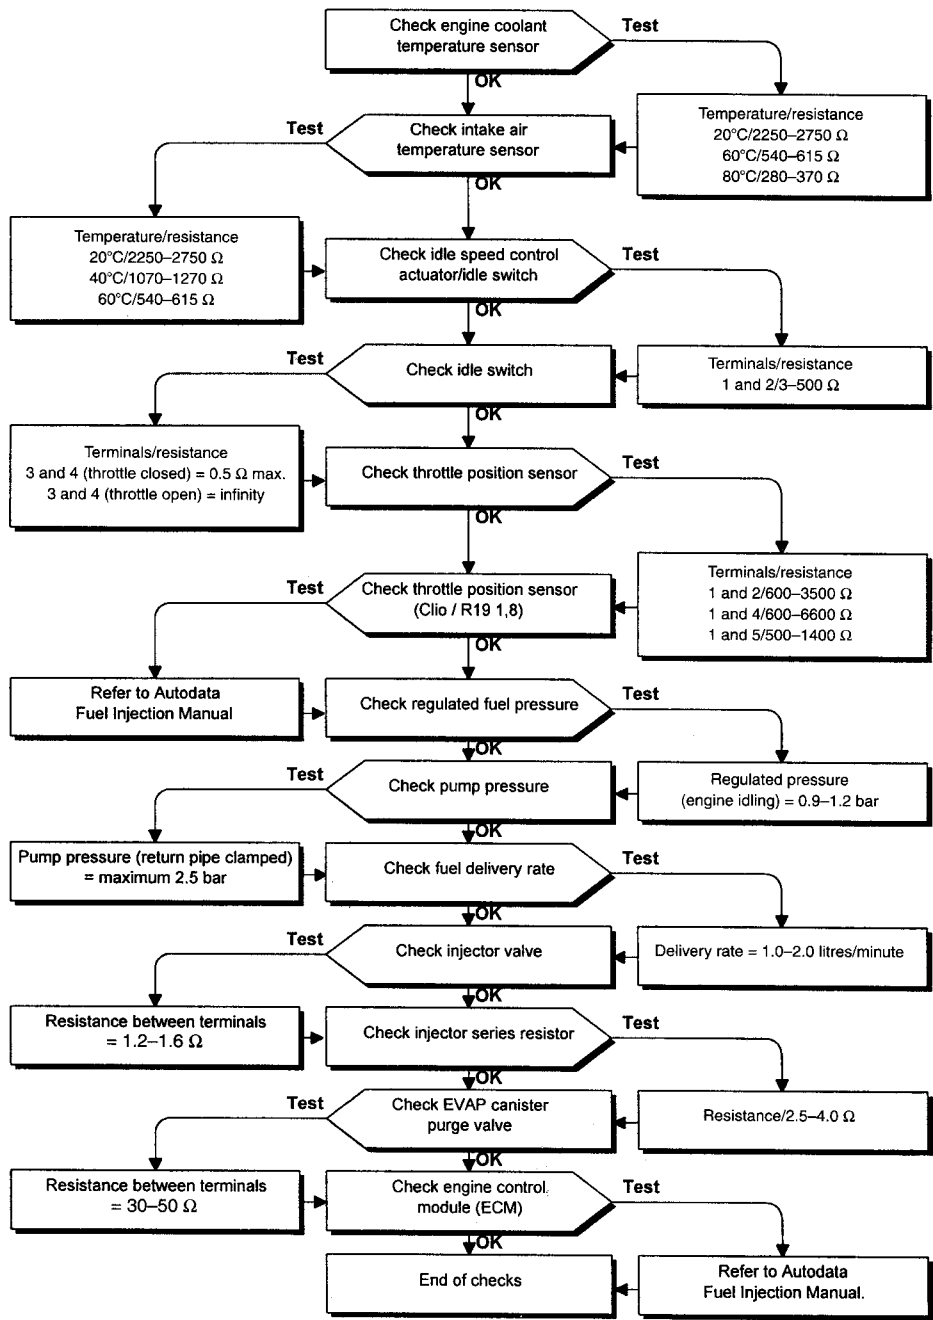 Check engine coolant
temperature sensor
Test
OK
Temperature/resistance
20°C/2250–2750 Ω
60°C/540–615 Ω
80°C/280–370 Ω
Test
Check intake air
temperature sensor
OK
Temperature/resistance
20°C/2250–2750 Ω
40°C/1070–1270 Ω
60°C/540–615 Ω
Check idle speed control
actuator/idle switch
Test
OK
Terminals/resistance
1 and 2/3–500 Ω
Test
Check idle switch
OK
Terminals/resistance
3 and 4 (throttle closed) = 0.5 Ω max.
3 and 4 (throttle open) = infinity
Check throttle position sensor
Test
OK
Terminals/resistance
1 and 2/600–3500 Ω
1 and 4/600–6600 Ω
1 and 5/500–1400 Ω
Test
Check throttle position sensor
(Clio / R19 1,8)
OK
Refer to Autodata
Fuel Injection Manual
Check regulated fuel pressure
Test
OK
Regulated pressure
(engine idling) = 0.9–1.2 bar
Test
Check pump pressure
OK
Pump pressure (return pipe clamped)
= maximum 2.5 bar
Check fuel delivery rate
Test
OK
Delivery rate = 1.0–2.0 litres/minute
Test
Check injector valve
OK
Resistance between terminals
= 1.2–1.6 Ω
Check injector series resistor
Test
OK
Resistance/2.5–4.0 Ω
Test
Check EVAP canister
purge valve
OK
Resistance between terminals
= 30–50 Ω
Check engine control
module (ECM)
Test
OK
Refer to Autodata
Fuel Injection Manual.
End of checks